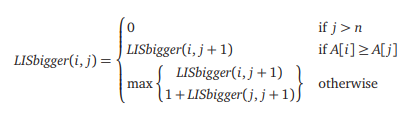 0 if j > n
LISbigger(i, j + 1) if A[i] ≥ A[j]
LISbigger(i, j) = max { LISbigger(i, j + 1)
1 + LISbigger(j, j + 1) } otherwise